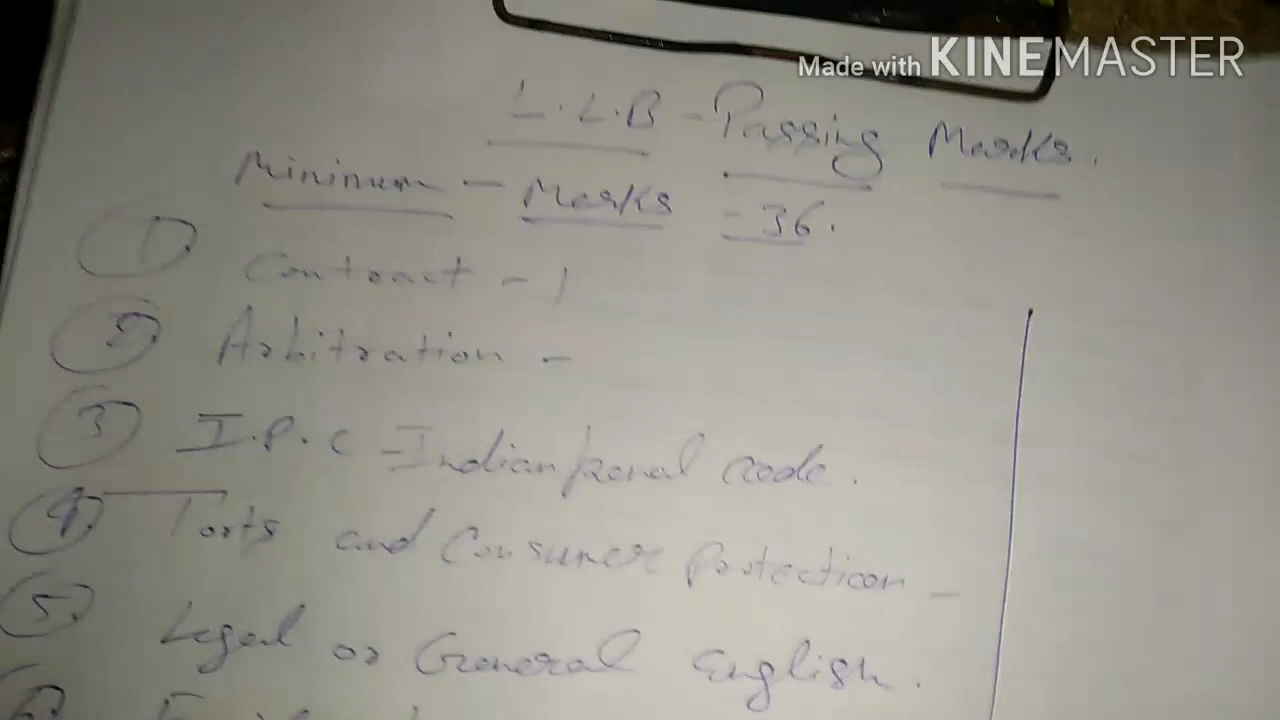 Made with KINEMASTER
L.L.B - Passing Marks.
Minimum - Marks = 36.
1 Contract - 1
2 Arbitration -
3 I.P.C - Indian penal code.
4 Torts and Consumer Protection -
5. Legal or General English.
6